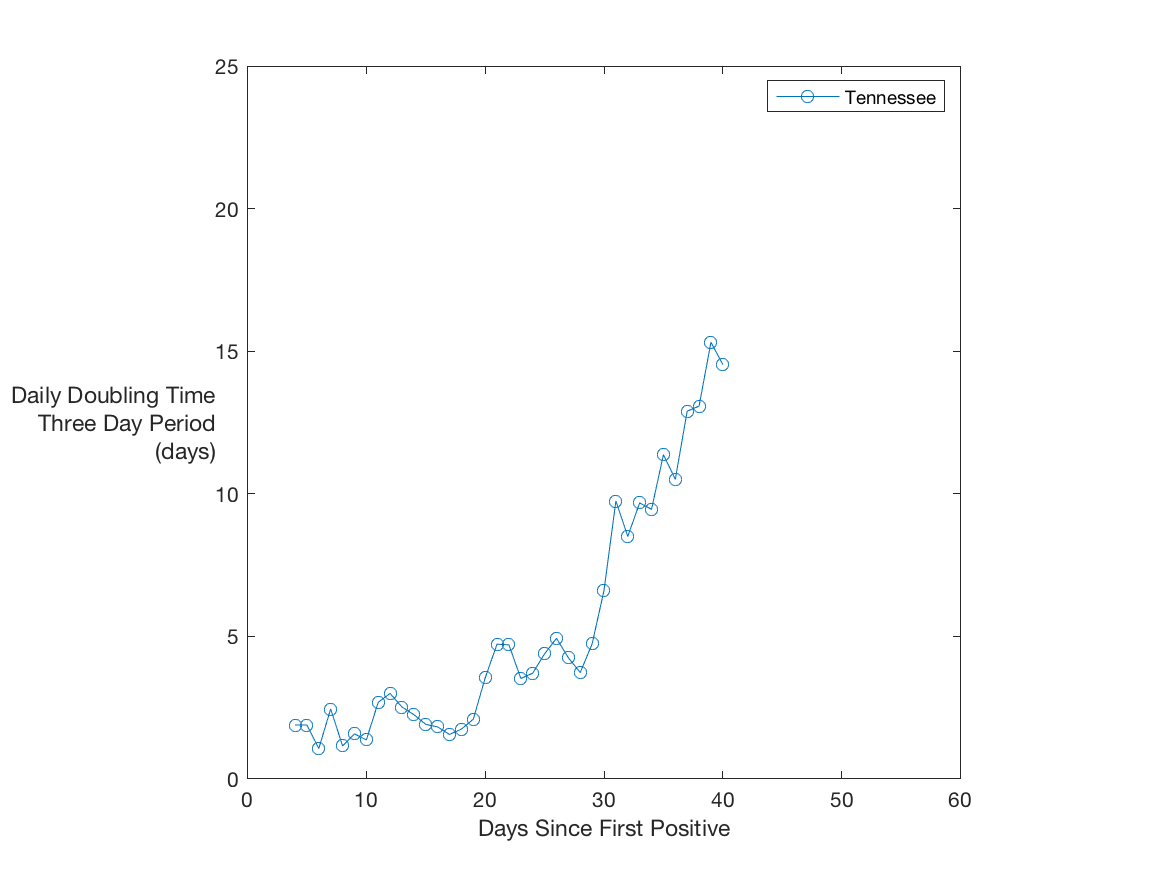 25
20
15
10
5
0
Daily Doubling Time
Three Day Period
(days)
Tennessee
0 10 20 30 40 50 60
Days Since First Positive